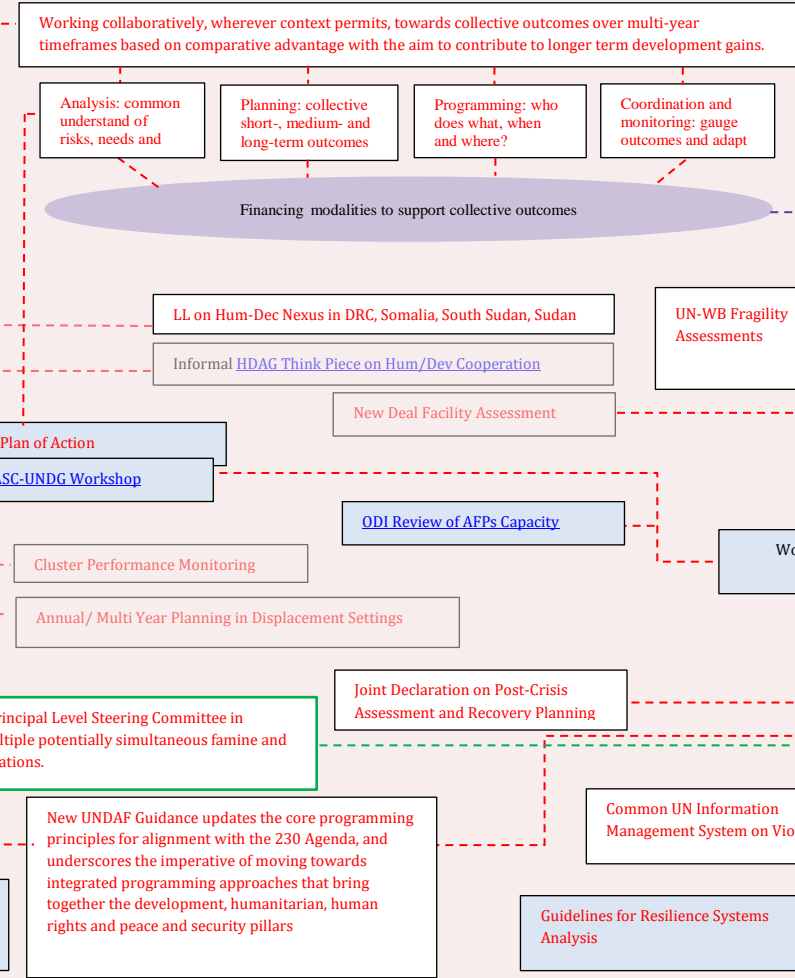 Working collaboratively, wherever context permits, towards collective outcomes over multi-year
timeframes based on comparative advantage with the aim to contribute to longer term development gains.
Analysis: common
understand of
risks, needs and
Planning: collective
short-, medium- and
long-term outcomes
Programming: who
does what, when
and where?
Coordination and
monitoring: gauge
outcomes and adapt
Financing modalities to support collective outcomes
LL on Hum-Dec Nexus in DRC, Somalia, South Sudan, Sudan
UN-WB Fragility
Assessments
Informal HDAG Think Piece on Hum/Dev Cooperation
New Deal Facility Assessment
Plan of Action
ASC-UNDG Workshop
ODI Review of AFPs Capacity
Wo
Cluster Performance Monitoring
Annual/ Multi Year Planning in Displacement Settings
Joint Declaration on Post-Crisis
Assessment and Recovery Planning
rincipal Level Steering Committee in
ltiple potentially simultaneous famine and
ations.
New UNDAF Guidance updates the core programming
principles for alignment with the 230 Agenda, and
underscores the imperative of moving towards
integrated programming approaches that bring
together the development, humanitarian, human
rights and peace and security pillars
Common UN Information
Management System on Vio
Guidelines for Resilience Systems
Analysis